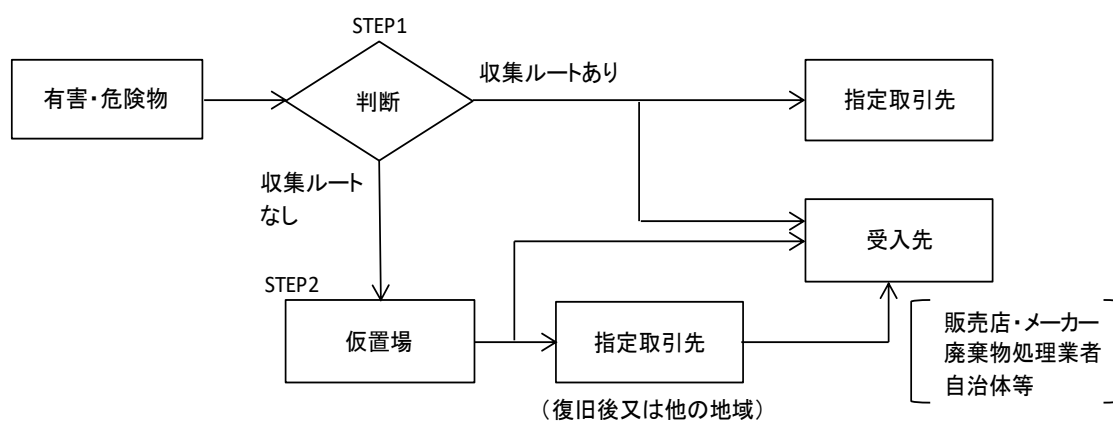 STEP1
有害・危険物
判断
収集ルートあり
指定取引先
収集ルート
なし
受入先
STEP2
仮置場
指定取引先
(復旧後又は他の地域)
販売店・メーカー
廃棄物処理業者
自治体等